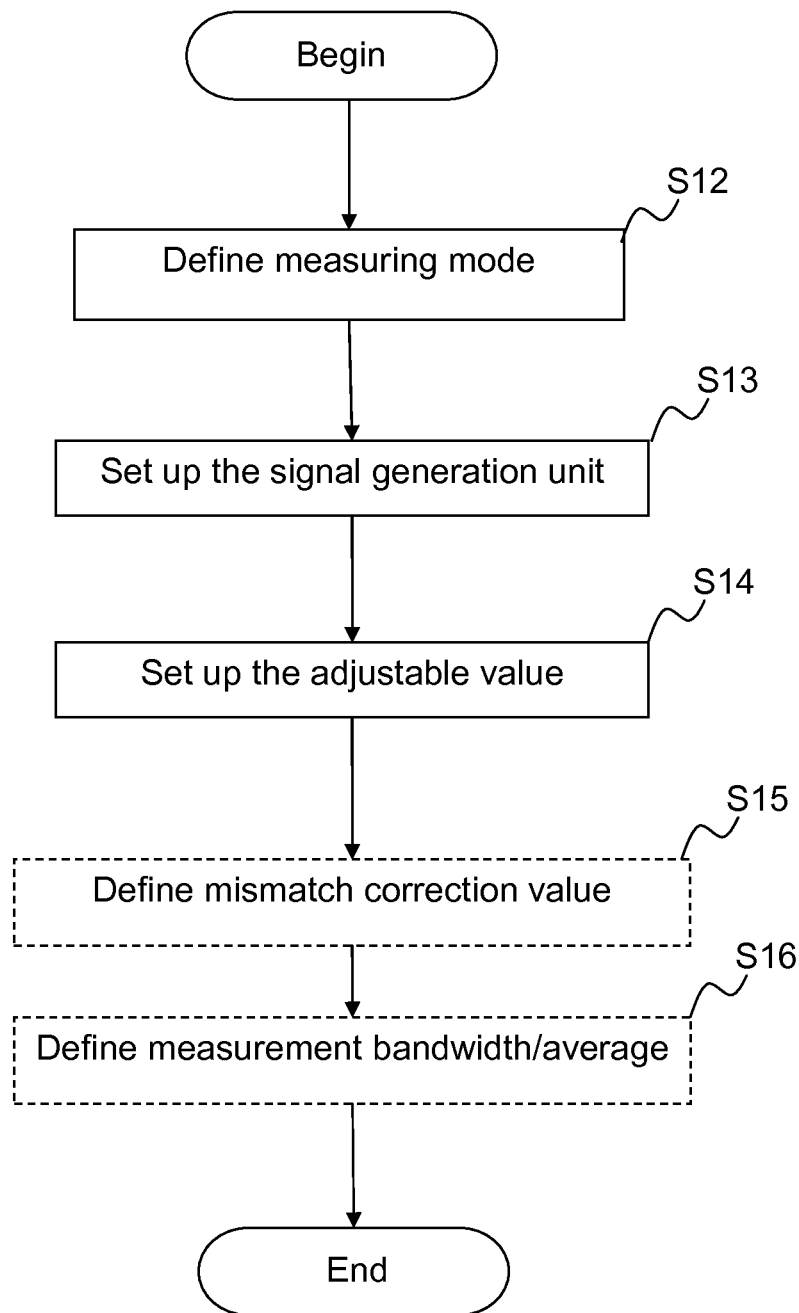 Begin
S12
Define measuring mode
S13
Set up the signal generation unit
S14
Set up the adjustable value
S15
Define mismatch correction value
S16
Define measurement bandwidth/average
End